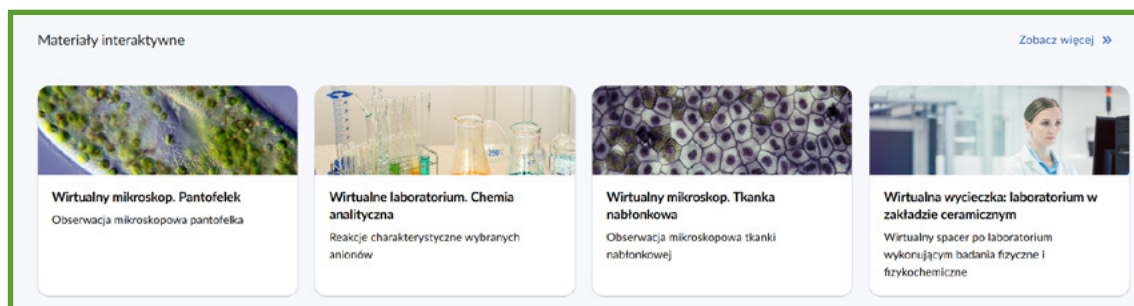 Materiały interaktywne
Zobacz więcej »
250
Wirtualny mikroskop. Pantofelek
Obserwacja mikroskopowa pantofelka
Wirtualne laboratorium. Chemia
analityczna
Reakcje charakterystyczne wybranych
anionów
Wirtualny mikroskop. Tkanka
nabłonkowa
Obserwacja mikroskopowa tkanki
nabłonkowej
Wirtualna wycieczka: laboratorium w
zakładzie ceramicznym
Wirtualny spacer po laboratorium
wykonującym badania fizyczne i
fizykochemiczne